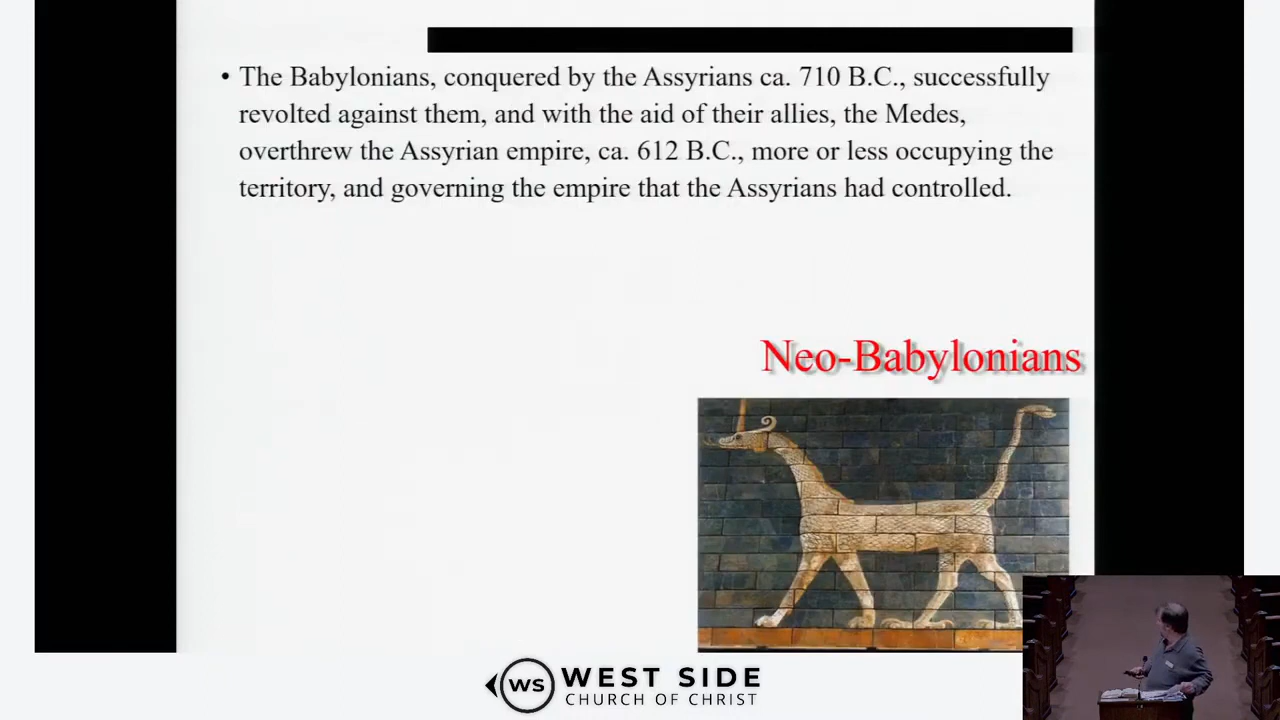 • The Babylonians, conquered by the Assyrians ca. 710 B.C., successfully
revolted against them, and with the aid of their allies, the Medes,
overthrew the Assyrian empire, ca. 612 B.C., more or less occupying the
territory, and governing the empire that the Assyrians had controlled.
Neo-Babylonians
WS WEST SIDE
CHURCH OF CHRIST